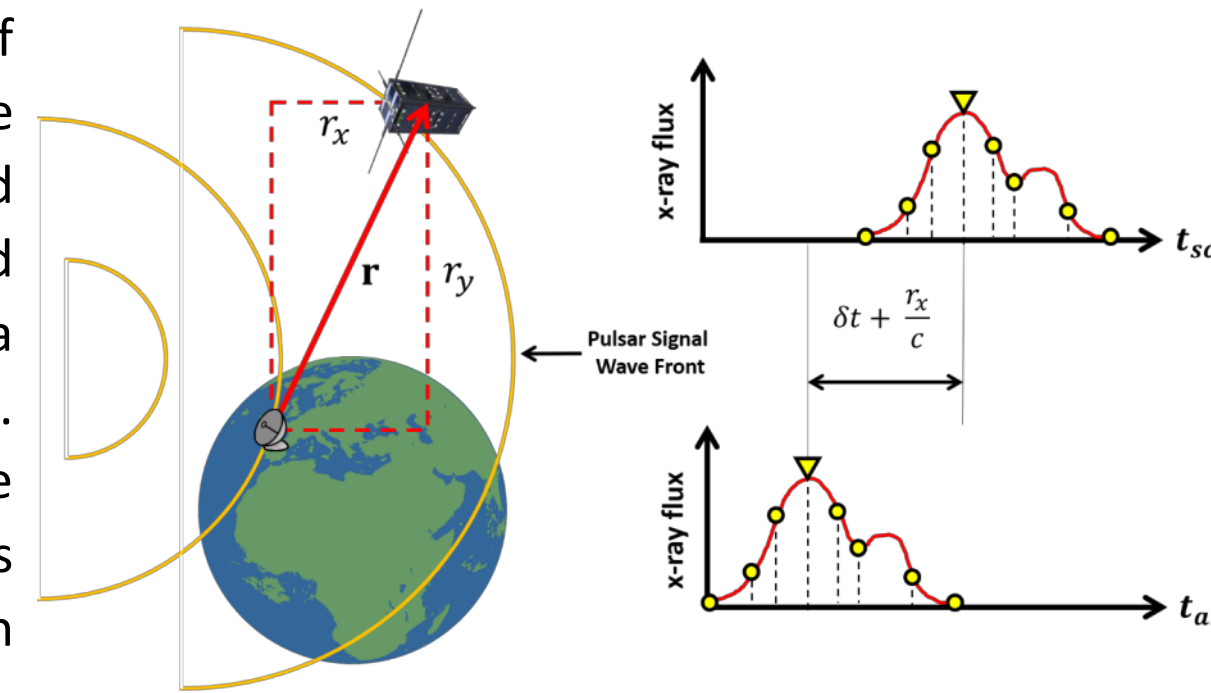 f
e
d
d
a
.
e
s
n
r_x
r
r_y
Pulsar Signal
Wave Front
x-ray flux
t_sc
δt + r_x/c
x-ray flux
t_a